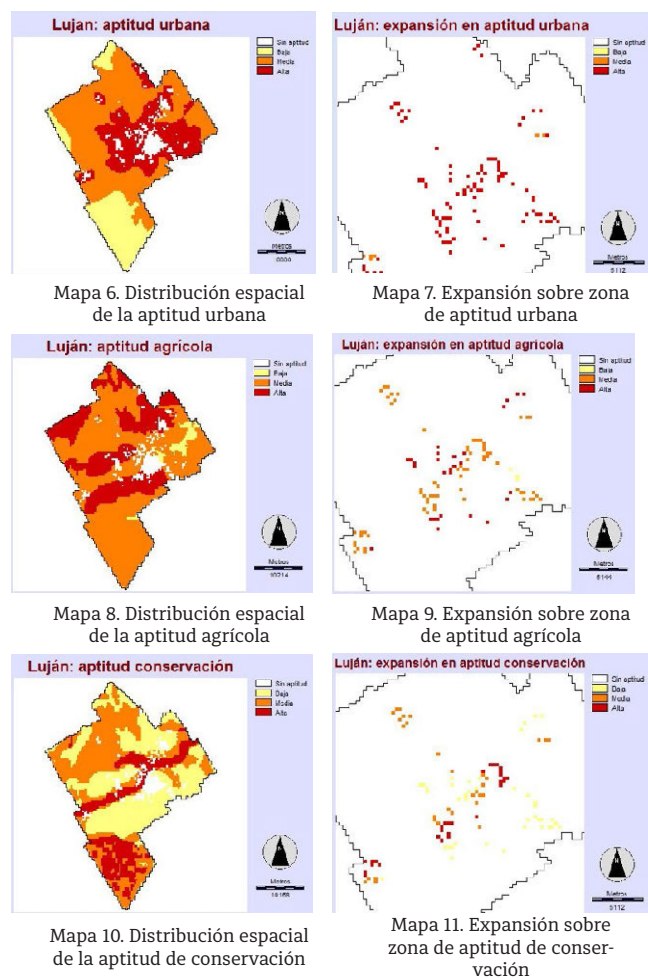 Lujan: aptitud urbana
Sin aptitud
Baja
Media
Alta
N
Metros
Mapa 6. Distribución espacial
de la aptitud urbana
Luján: expansión en aptitud urbana
Sin aptitud
Baja
Media
Alta
N
Metros
6112
Mapa 7. Expansión sobre zona
de aptitud urbana
Luján: aptitud agrícola
Sin aptitud
Baja
Media
Alta
N
Metros
Mapa 8. Distribución espacial
de la aptitud agrícola
Luján: expansión en aptitud agrícola
Sin aptitud
Baja
Media
Alta
N
Metros
Mapa 9. Expansión sobre zona
de aptitud agrícola
Luján: aptitud conservación
Sin aptitud
Baja
Media
Alta
N
Metros
Mapa 10. Distribución espacial
de la aptitud de conservación
Luján: expansión en aptitud conservación
Sin aptitud
Baja
Media
Alta
N
Metros
6112
Mapa 11. Expansión sobre
zona de aptitud de conser-
vación